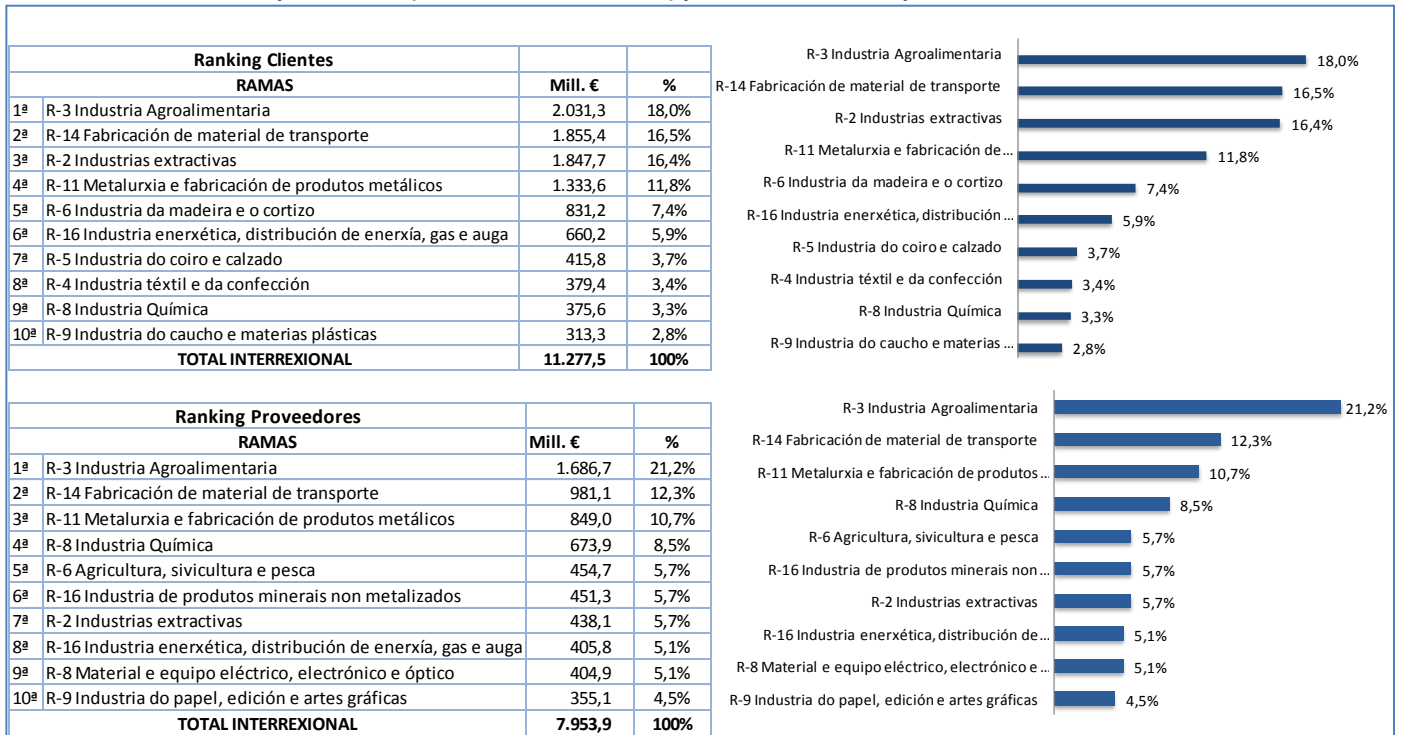 Ranking Clientes
RAMAS Mill. € %
1ª R-3 Industria Agroalimentaria 2.031,3 18,0%
2ª R-14 Fabricación de material de transporte 1.855,4 16,5%
3ª R-2 Industrias extractivas 1.847,7 16,4%
4ª R-11 Metalurxia e fabricación de produtos metálicos 1.333,6 11,8%
5ª R-6 Industria da madeira e o cortizo 831,2 7,4%
6ª R-16 Industria enerxética, distribución de enerxía, gas e auga 660,2 5,9%
7ª R-5 Industria do coiro e calzado 415,8 3,7%
8ª R-4 Industria téxtil e da confección 379,4 3,4%
9ª R-8 Industria Química 375,6 3,3%
10ª R-9 Industria do caucho e materias plásticas 313,3 2,8%
TOTAL INTERREXIONAL 11.277,5 100%
R-3 Industria Agroalimentaria 18,0%
R-14 Fabricación de material de transporte 16,5%
R-2 Industrias extractivas 16,4%
R-11 Metalurxia e fabricación de... 11,8%
R-6 Industria da madeira e o cortizo 7,4%
R-16 Industria enerxética, distribución ... 5,9%
R-5 Industria do coiro e calzado 3,7%
R-4 Industria téxtil e da confección 3,4%
R-8 Industria Química 3,3%
R-9 Industria do caucho e materias ... 2,8%
Ranking Proveedores
RAMAS Mill. € %
1ª R-3 Industria Agroalimentaria 1.686,7 21,2%
2ª R-14 Fabricación de material de transporte 981,1 12,3%
3ª R-11 Metalurxia e fabricación de produtos metálicos 849,0 10,7%
4ª R-8 Industria Química 673,9 8,5%
5ª R-6 Agricultura, sivicultura e pesca 454,7 5,7%
6ª R-16 Industria de produtos minerais non metalizados 451,3 5,7%
7ª R-2 Industrias extractivas 438,1 5,7%
8ª R-16 Industria enerxética, distribución de enerxía, gas e auga 405,8 5,1%
9ª R-8 Material e equipo eléctrico, electrónico e óptico 404,9 5,1%
10ª R-9 Industria do papel, edición e artes gráficas 355,1 4,5%
TOTAL INTERREXIONAL 7.953,9 100%
R-3 Industria Agroalimentaria 21,2%
R-14 Fabricación de material de transporte 12,3%
R-11 Metalurxia e fabricación de produtos ... 10,7%
R-8 Industria Química 8,5%
R-6 Agricultura, sivicultura e pesca 5,7%
R-16 Industria de produtos minerais non ... 5,7%
R-2 Industrias extractivas 5,7%
R-16 Industria enerxética, distribución de... 5,1%
R-8 Material e equipo eléctrico, electrónico e ... 5,1%
R-9 Industria do papel, edición e artes gráficas 4,5%